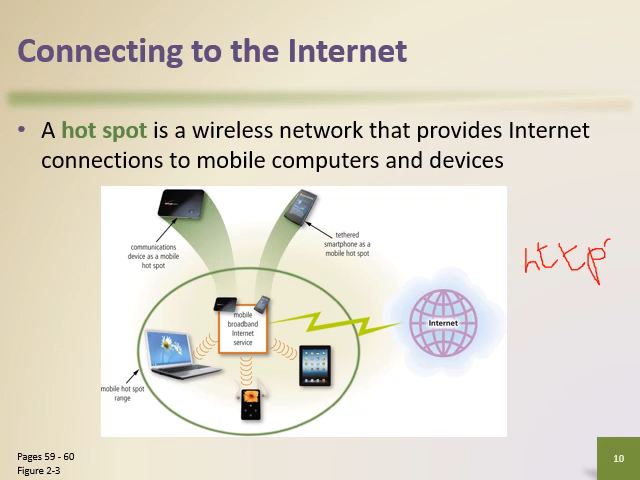 Connecting to the Internet
• A hot spot is a wireless network that provides Internet
connections to mobile computers and devices
communications
device as a mobile
hot spot
tethered
smartphone as a
mobile hot spot
http
mobile
broadband
Internet
service
Internet
mobile hot spot
range
Pages 59 - 60
Figure 2-3
10